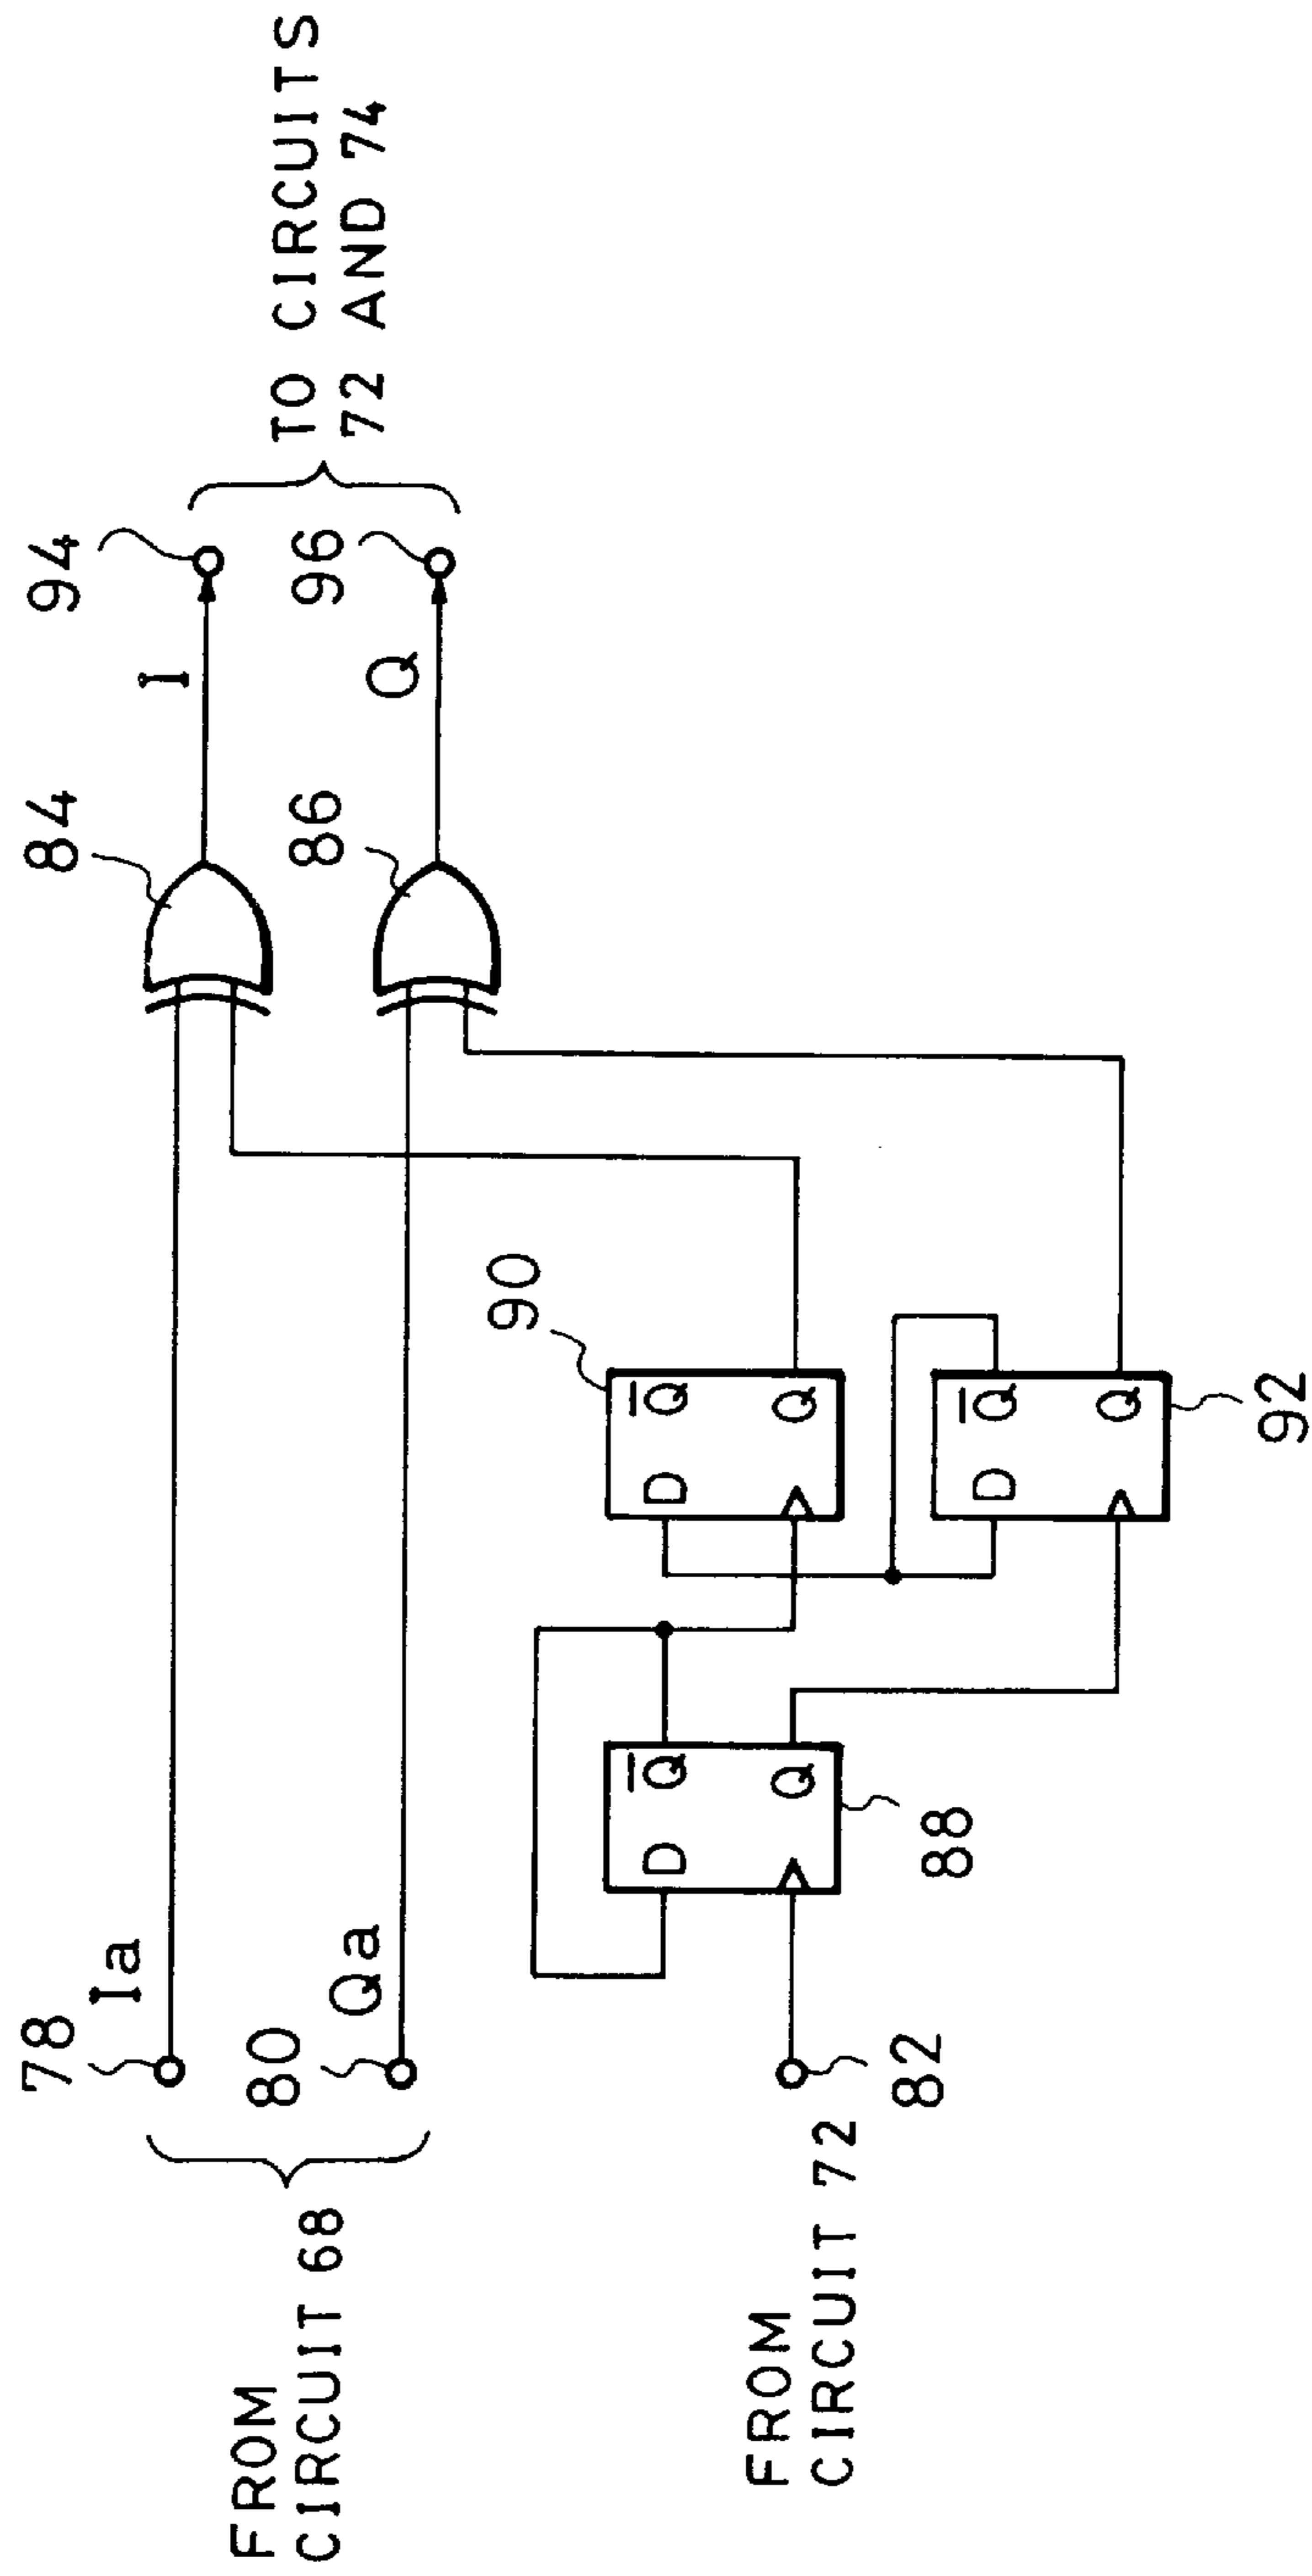 78
Ia
84
I
94
80
Qa
86
Q
96
FROM
CIRCUIT 68
TO CIRCUITS
72 AND 74
90
D
Q̅
Q
D
Q̅
Q
88
D
Q̅
Q
92
82
FROM
CIRCUIT 72